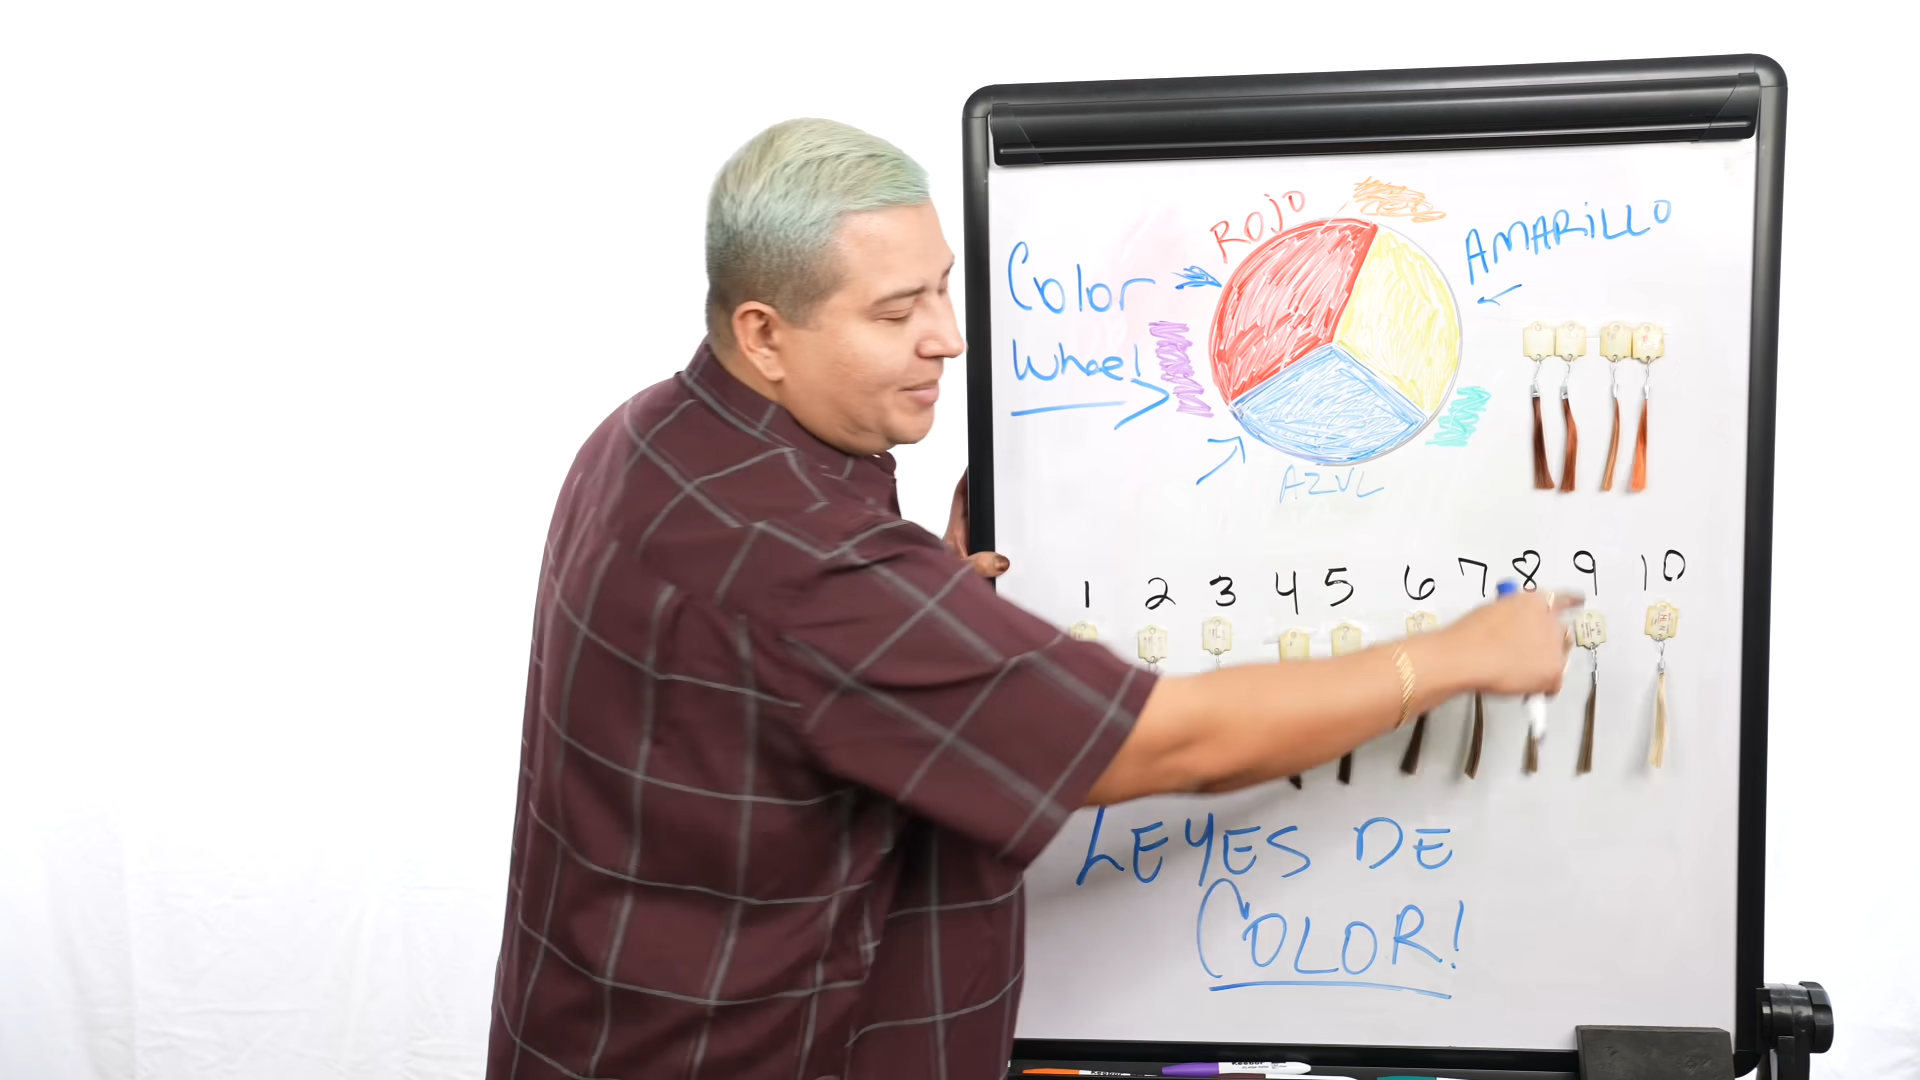 ROJO
AMARILLO
Color
Wheel
AZUL
1 2 3 4 5 6 7 8 9 10
LEYES DE
COLOR!